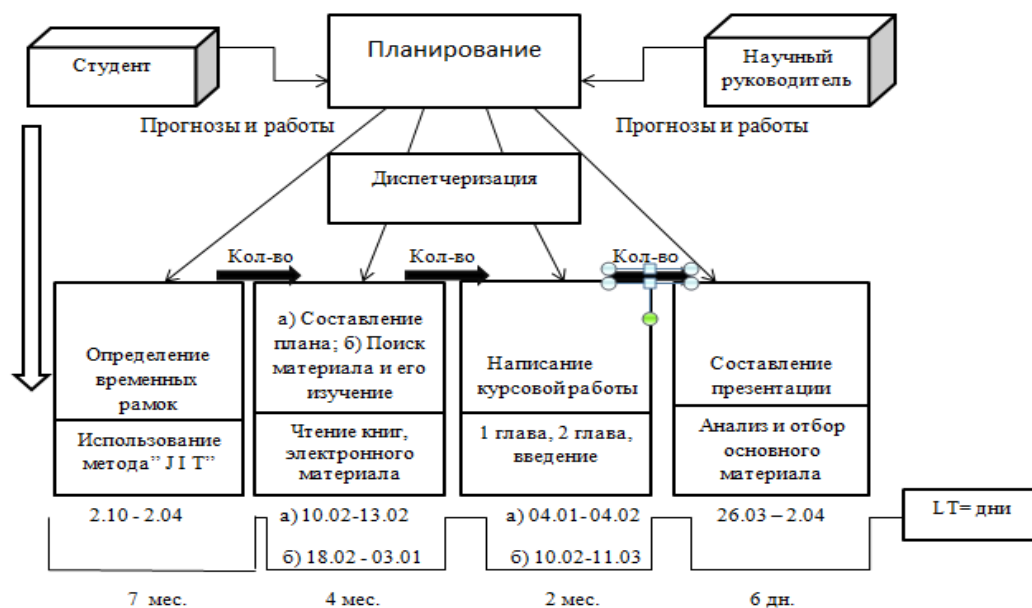 Планирование
Студент
Научный
руководитель
Прогнозы и работы
Прогнозы и работы
Диспетчеризация
Кол-во
Кол-во
Кол-во
Определение
временных
рамок
Использование
метода” J I T”
а) Составление
плана; б) Поиск
материала и его
изучение
Чтение книг,
электронного
материала
Написание
курсовой работы
1 глава, 2 глава,
введение
Составление
презентации
Анализ и отбор
основного
материала
2.10 - 2.04
а) 10.02-13.02
б) 18.02 - 03.01
а) 04.01-04.02
б) 10.02-11.03
26.03 – 2.04
LT= дни
7 мес.
4 мес.
2 мес.
6 дн.